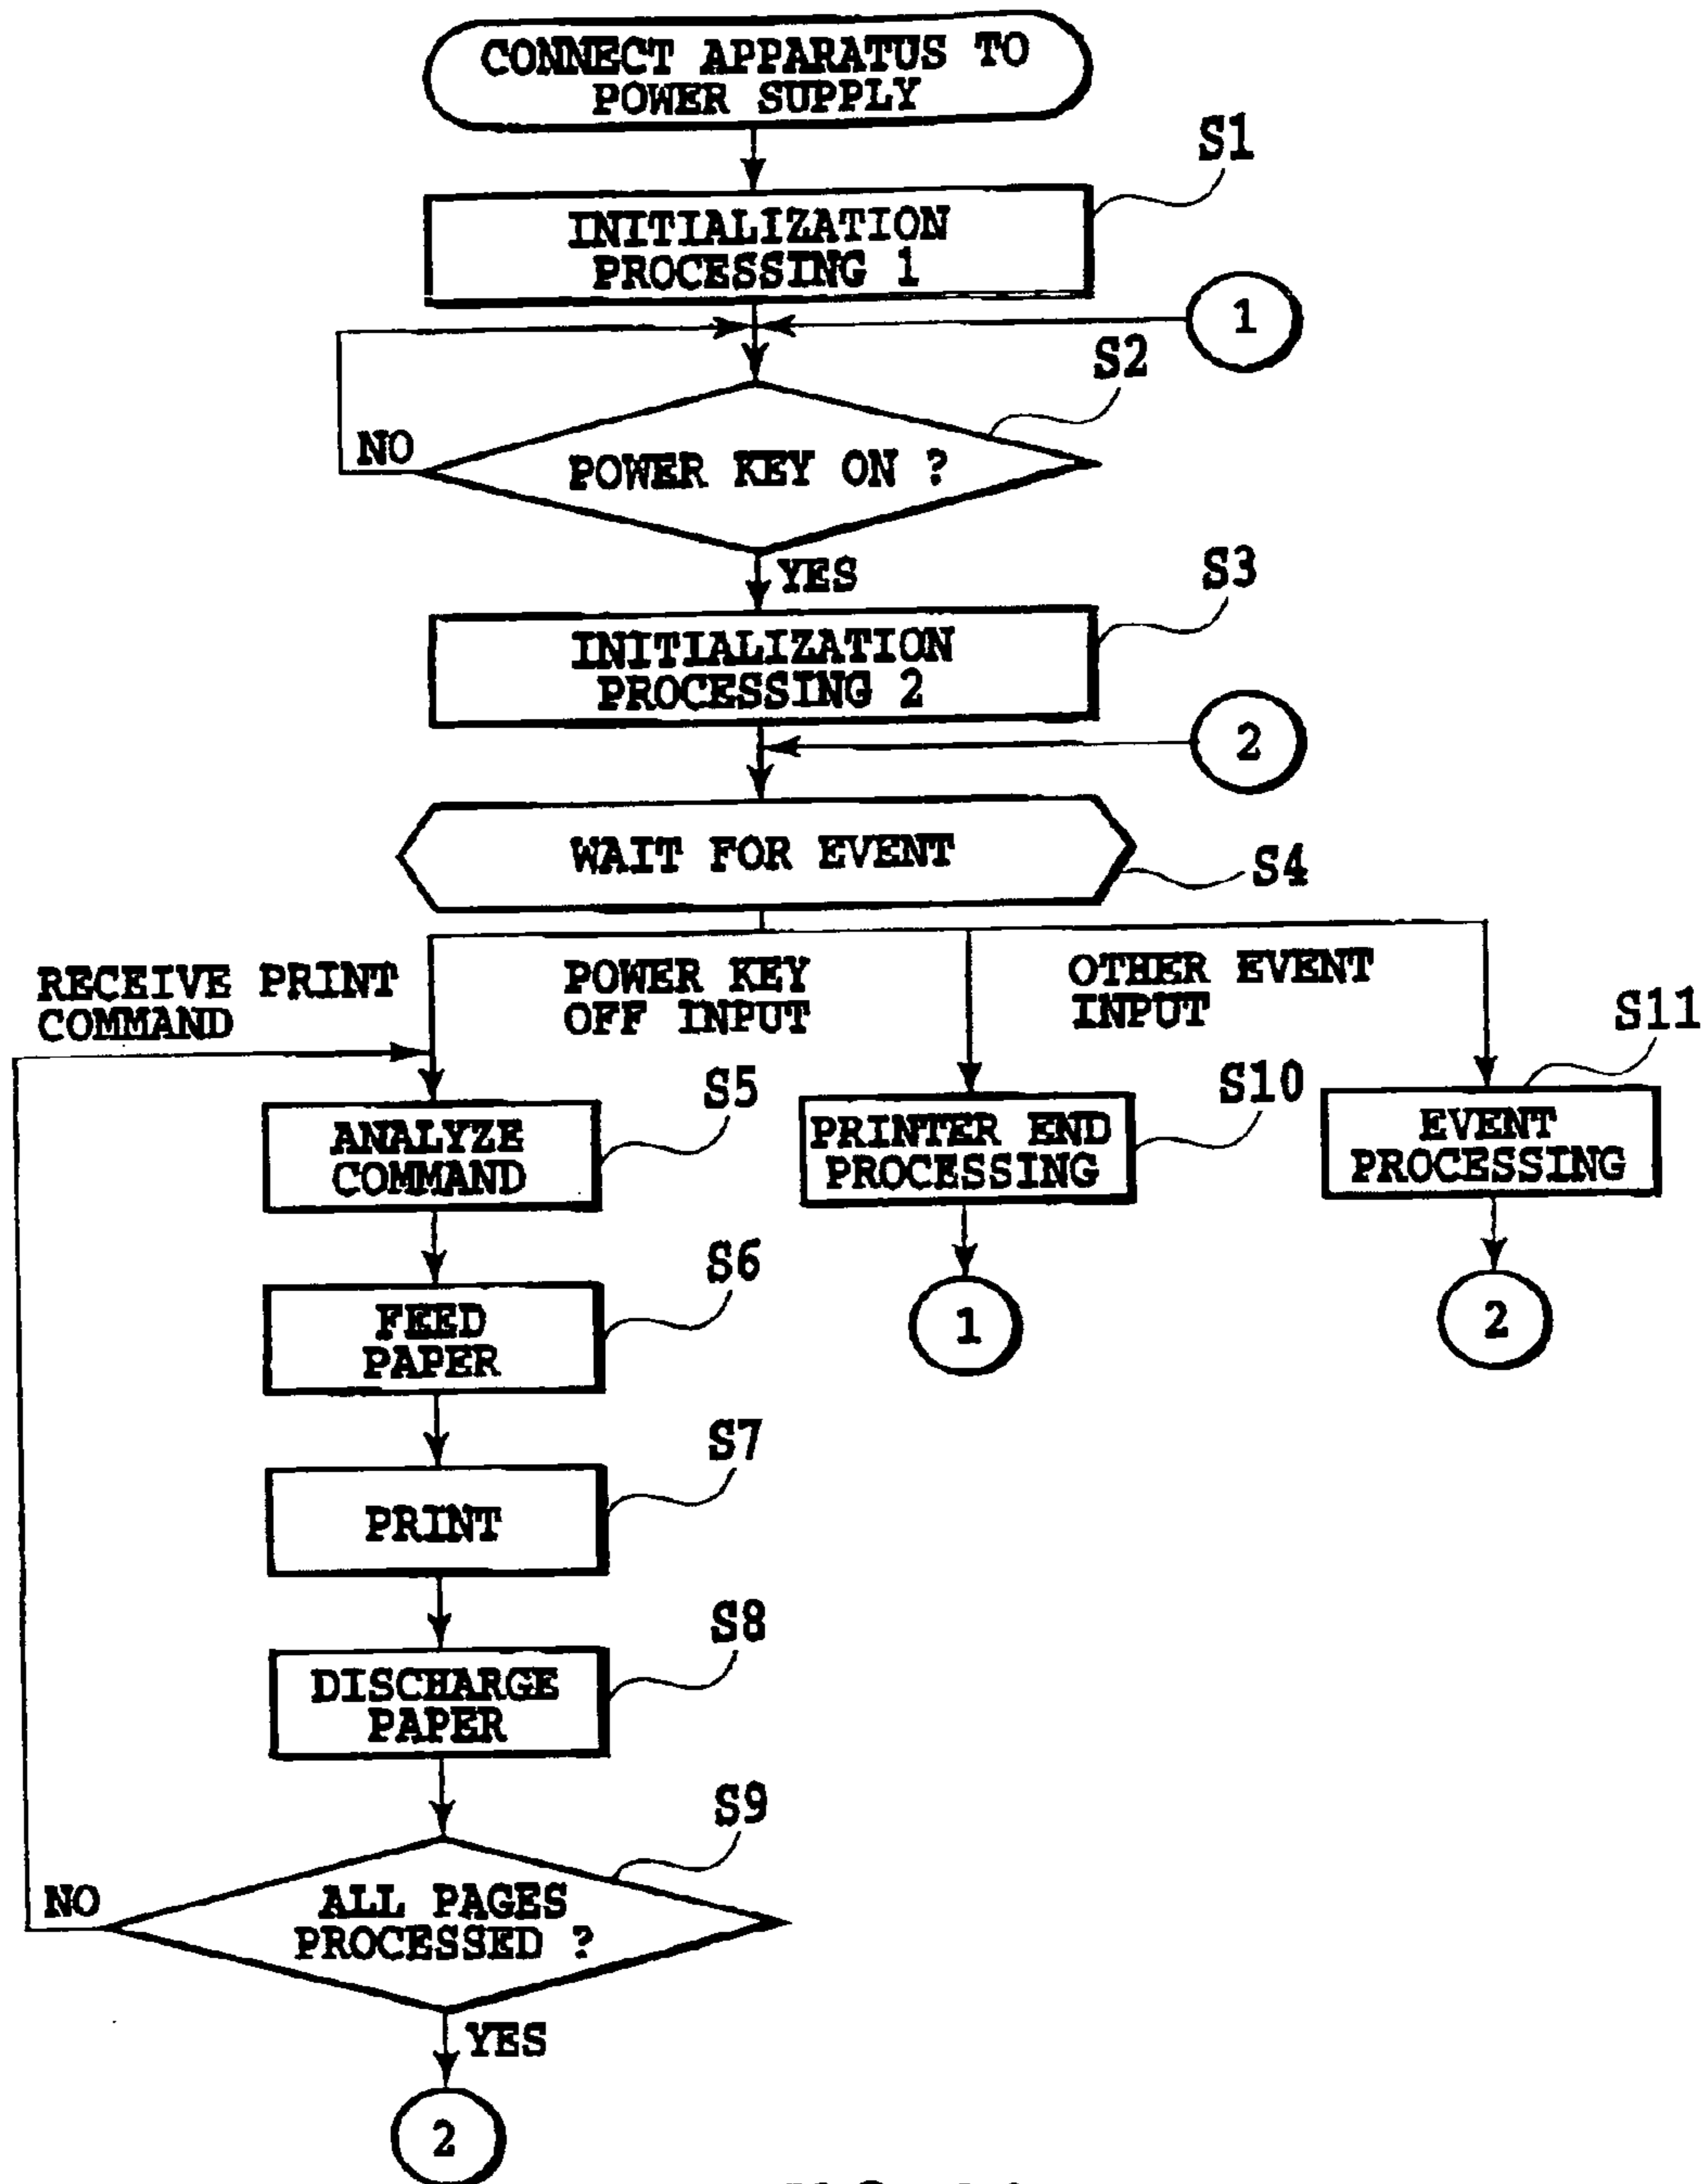 CONNECT APPARATUS TO
POWER SUPPLY
S1
INITIALIZATION
PROCESSING 1
1
S2
NO
POWER KEY ON ?
YES
S3
INITIALIZATION
PROCESSING 2
2
WAIT FOR EVENT
S4
RECEIVE PRINT
COMMAND
POWER KEY
OFF INPUT
OTHER EVENT
INPUT
S11
S5
S10
ANALYZE
COMMAND
PRINTER END
PROCESSING
EVENT
PROCESSING
S6
FEED
PAPER
1
2
S7
PRINT
S8
DISCHARGE
PAPER
S9
NO
ALL PAGES
PROCESSED ?
YES
2